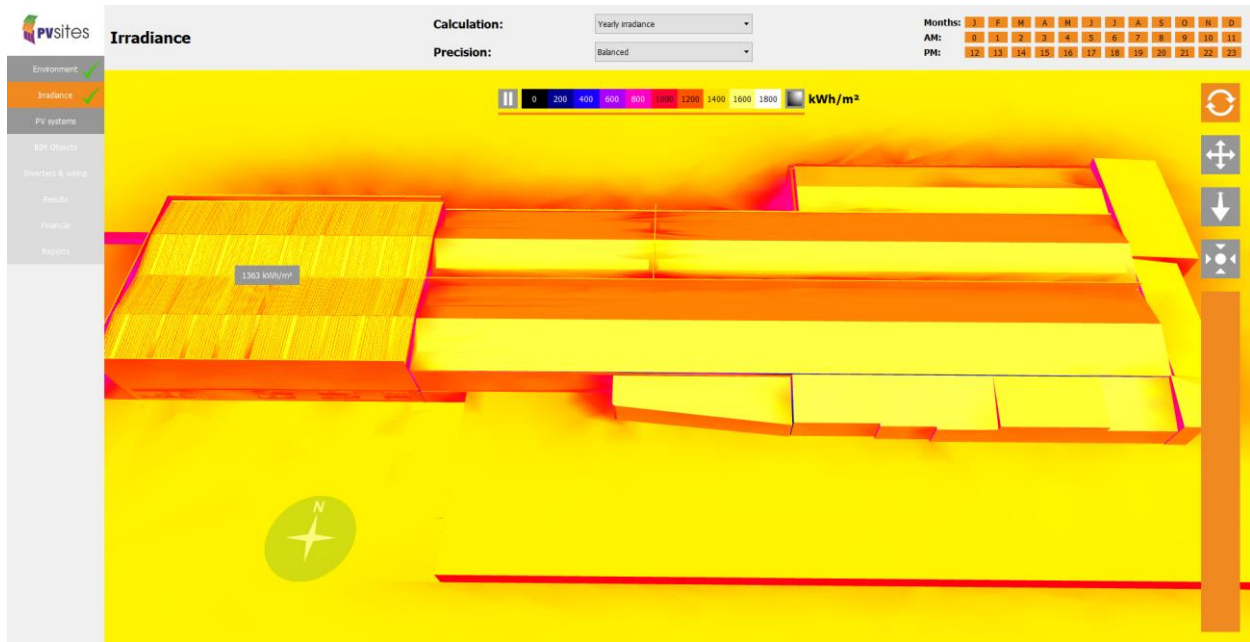 PVsites
Irradiance
Calculation:
Yearly irradiance
Precision:
Balanced
Months: J F M A M J J A S O N D
AM: 0 1 2 3 4 5 6 7 8 9 10 11
PM: 12 13 14 15 16 17 18 19 20 21 22 23
Environment
Irradiance
PV systems
BIM Objects
Inverters & wiring
Results
Financial
Reports
0 200 400 600 800 1000 1200 1400 1600 1800 kWh/m²
1363 kWh/m²
N